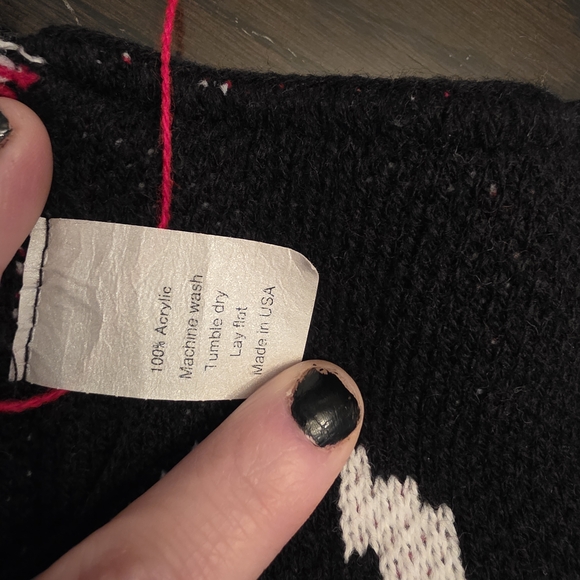 100% Acrylic
Machine wash
Tumble dry
Lay flat
Made in USA